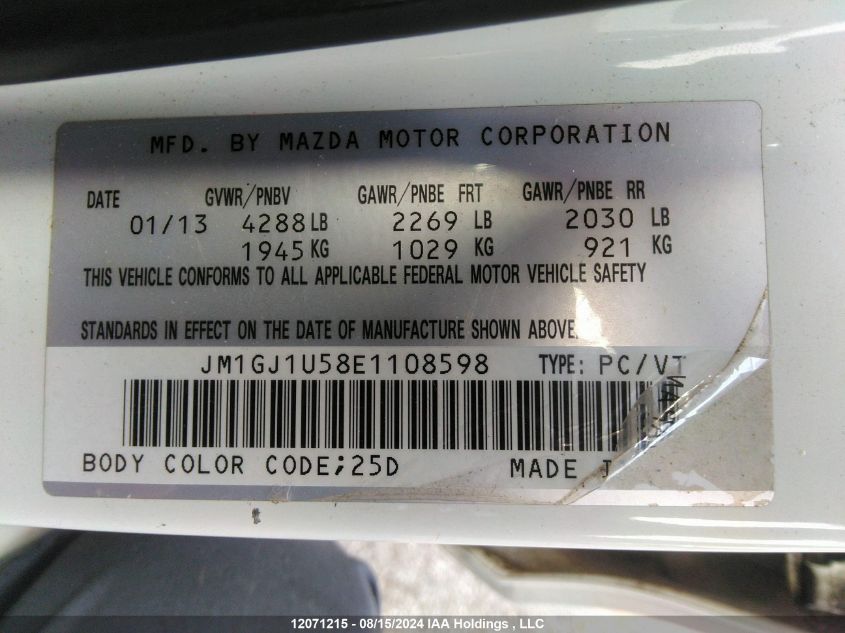 MFD. BY MAZDA MOTOR CORPORATION
DATE GVWR/PNBV GAWR/PNBE FRT GAWR/PNBE RR
01/13 4288 LB 2269 LB 2030 LB
1945 KG 1029 KG 921 KG
THIS VEHICLE CONFORMS TO ALL APPLICABLE FEDERAL MOTOR VEHICLE SAFETY
STANDARDS IN EFFECT ON THE DATE OF MANUFACTURE SHOWN ABOVE.
JM1GJ1U58E1108598 TYPE: PC/VT
BODY COLOR CODE;25D MADE
12071215 - 08/15/2024 IAA Holdings , LLC